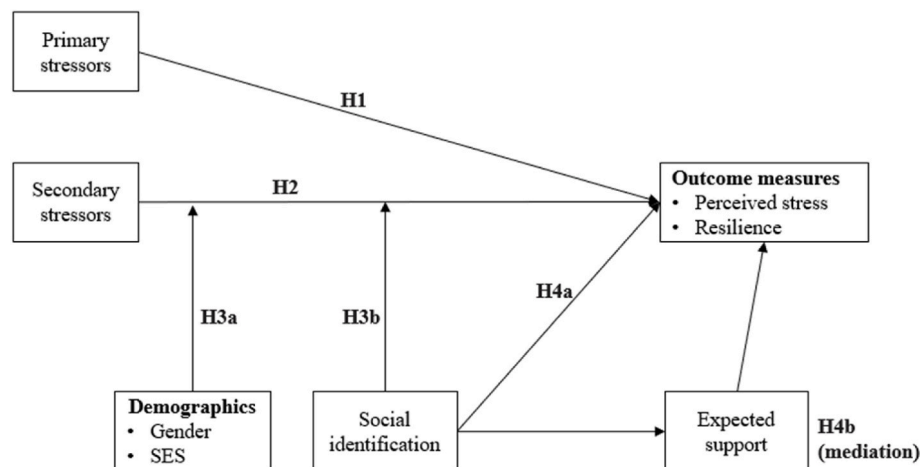 Primary
stressors
H1
Secondary
stressors
H2
Outcome measures
• Perceived stress
• Resilience
H3a
H3b
H4a
Demographics
• Gender
• SES
Social
identification
Expected
support
H4b
(mediation)